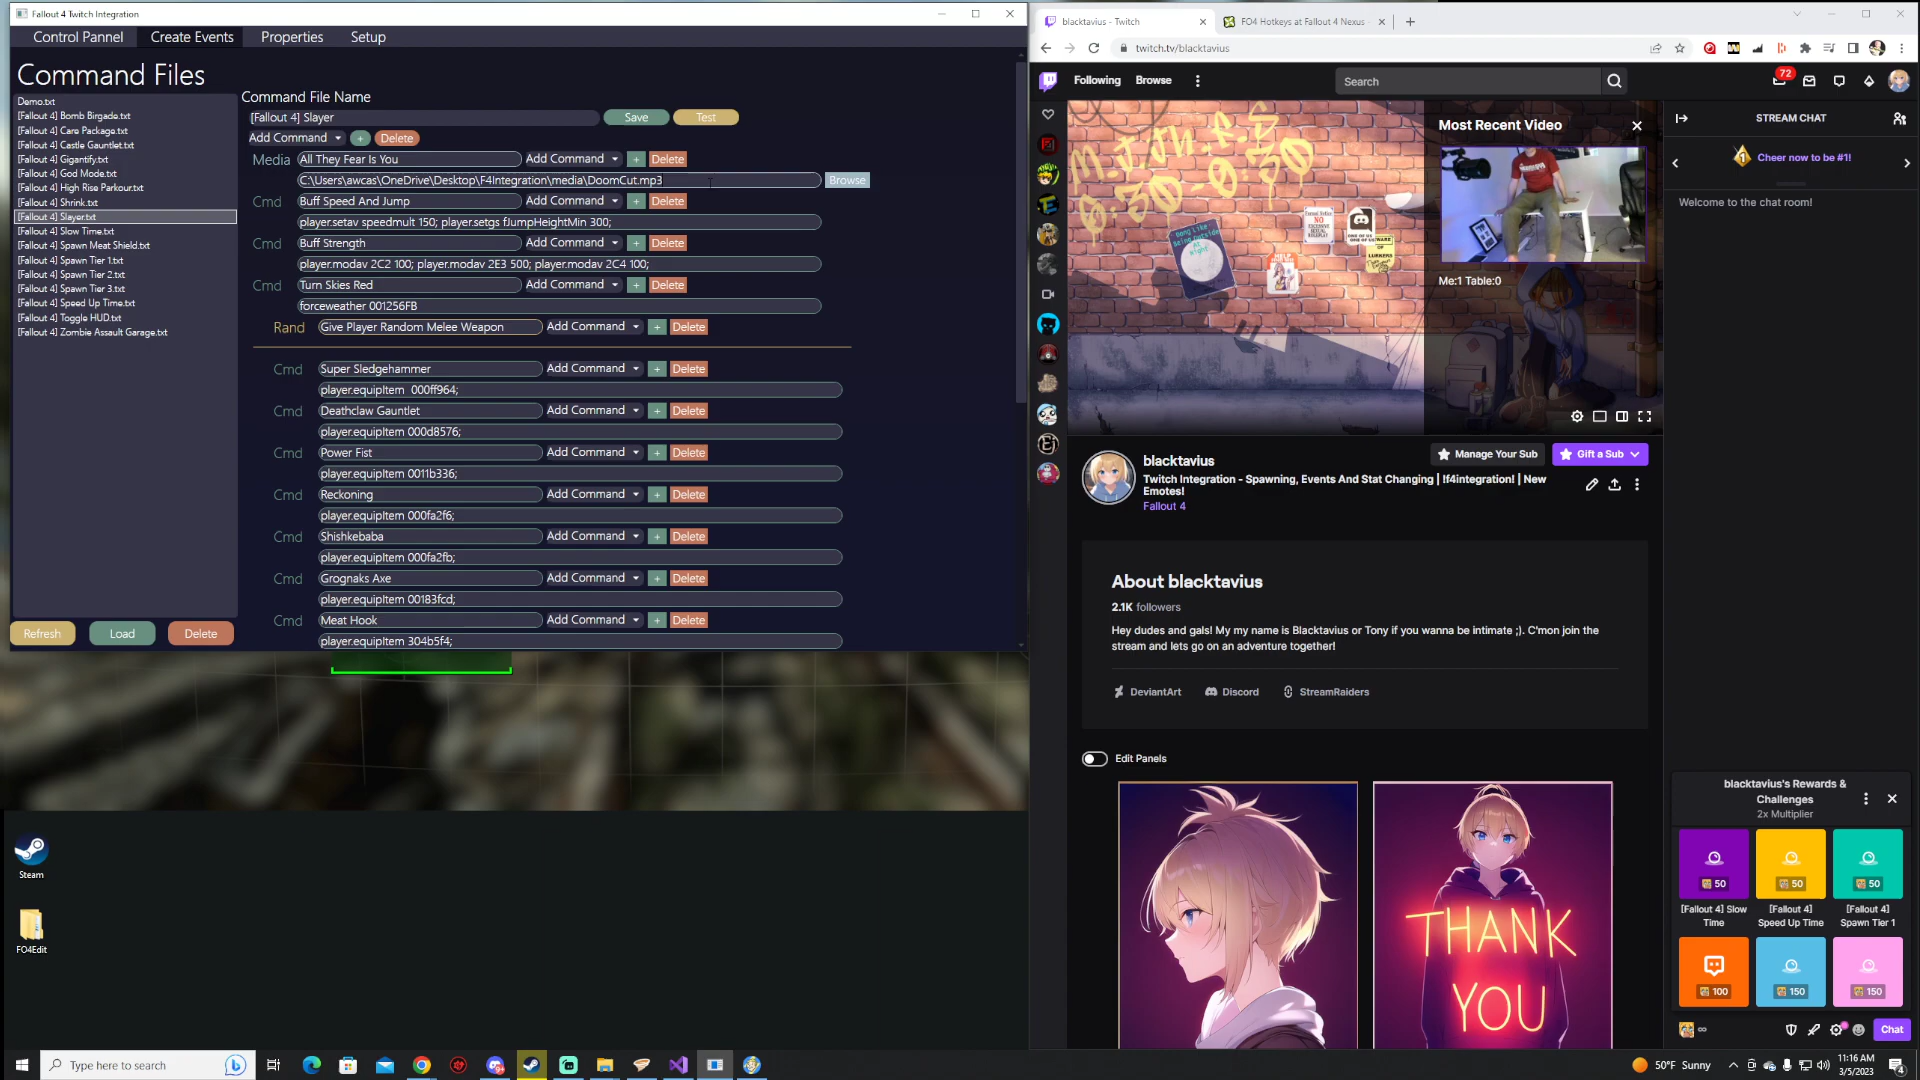 Fallout 4 Twitch Integration
Control Pannel Create Events Properties Setup
Command Files
Demo.txt
[Fallout 4] Bomb Birgade.txt
[Fallout 4] Care Package.txt
[Fallout 4] Castle Gauntlet.txt
[Fallout 4] Gigantify.txt
[Fallout 4] God Mode.txt
[Fallout 4] High Rise Parkour.txt
[Fallout 4] Shrink.txt
[Fallout 4] Slayer.txt
[Fallout 4] Slow Time.txt
[Fallout 4] Spawn Meat Shield.txt
[Fallout 4] Spawn Tier 1.txt
[Fallout 4] Spawn Tier 2.txt
[Fallout 4] Spawn Tier 3.txt
[Fallout 4] Speed Up Time.txt
[Fallout 4] Toggle HUD.txt
[Fallout 4] Zombie Assault Garage.txt
Refresh Load Delete
Command File Name
[Fallout 4] Slayer Save Test
Add Command + Delete
Media All They Fear Is You Add Command + Delete
C:\Users\awcas\OneDrive\Desktop\F4Integration\media\DoomCut.mp3 Browse
Cmd Buff Speed And Jump Add Command + Delete
player.setav speedmult 150; player.setgs fJumpHeightMin 300;
Cmd Buff Strength Add Command + Delete
player.modav 2C2 100; player.modav 2E3 500; player.modav 2C4 100;
Cmd Turn Skies Red Add Command + Delete
forceweather 001256FB
Rand Give Player Random Melee Weapon Add Command + Delete
Cmd Super Sledgehammer Add Command + Delete
player.equipItem 000ff964;
Cmd Deathclaw Gauntlet Add Command + Delete
player.equipItem 000d8576;
Cmd Power Fist Add Command + Delete
player.equipItem 0011b336;
Cmd Reckoning Add Command + Delete
player.equipItem 000fa2f6;
Cmd Shishkebaba Add Command + Delete
player.equipItem 000fa2fb;
Cmd Grognaks Axe Add Command + Delete
player.equipItem 00183fcd;
Cmd Meat Hook Add Command + Delete
player.equipItem 304b5f4;
Steam
FO4Edit
blacktavius - Twitch
FO4 Hotkeys at Fallout 4 Nexus
twitch.tv/blacktavius
Following Browse
Search
72
Most Recent Video
Me:1 Table:0
blacktavius
Manage Your Sub
Gift a Sub
Twitch Integration - Spawning, Events And Stat Changing | !f4integration! | New
Emotes!
Fallout 4
About blacktavius
2.1K followers
Hey dudes and gals! My my name is Blacktavius or Tony if you wanna be intimate ;). C'mon join the
stream and lets go on an adventure together!
DeviantArt Discord StreamRaiders
Edit Panels
THANK
YOU
STREAM CHAT
1
Cheer now to be #1!
Welcome to the chat room!
blacktavius's Rewards &
Challenges
2x Multiplier
50 50 50
[Fallout 4] Slow
Time
[Fallout 4]
Speed Up Time
[Fallout 4]
Spawn Tier 1
100 150 150
Chat
Type here to search
50°F Sunny
11:16 AM
3/5/2023